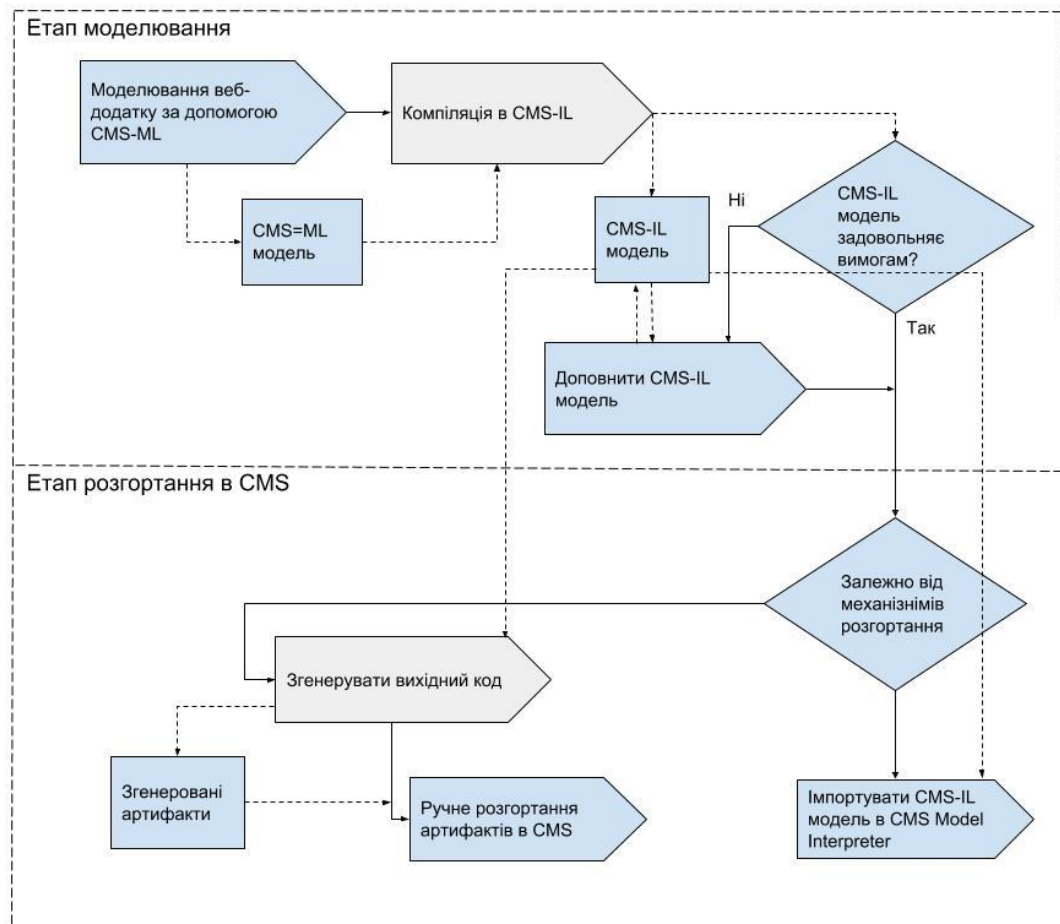 Етап моделювання
Моделювання веб-
додатку за допомогою
CMS-ML
Компіляція в CMS-IL
CMS=ML
модель
CMS-IL
модель
Ні
CMS-IL
модель
задовольняє
вимогам?
Так
Доповнити CMS-IL
модель
Етап розгортання в CMS
Залежно від
механізнімів
розгортання
Згенерувати вихідний код
Згенеровані
артифакти
Ручне розгортання
артифактів в CMS
Імпортувати CMS-IL
модель в CMS Model
Interpreter